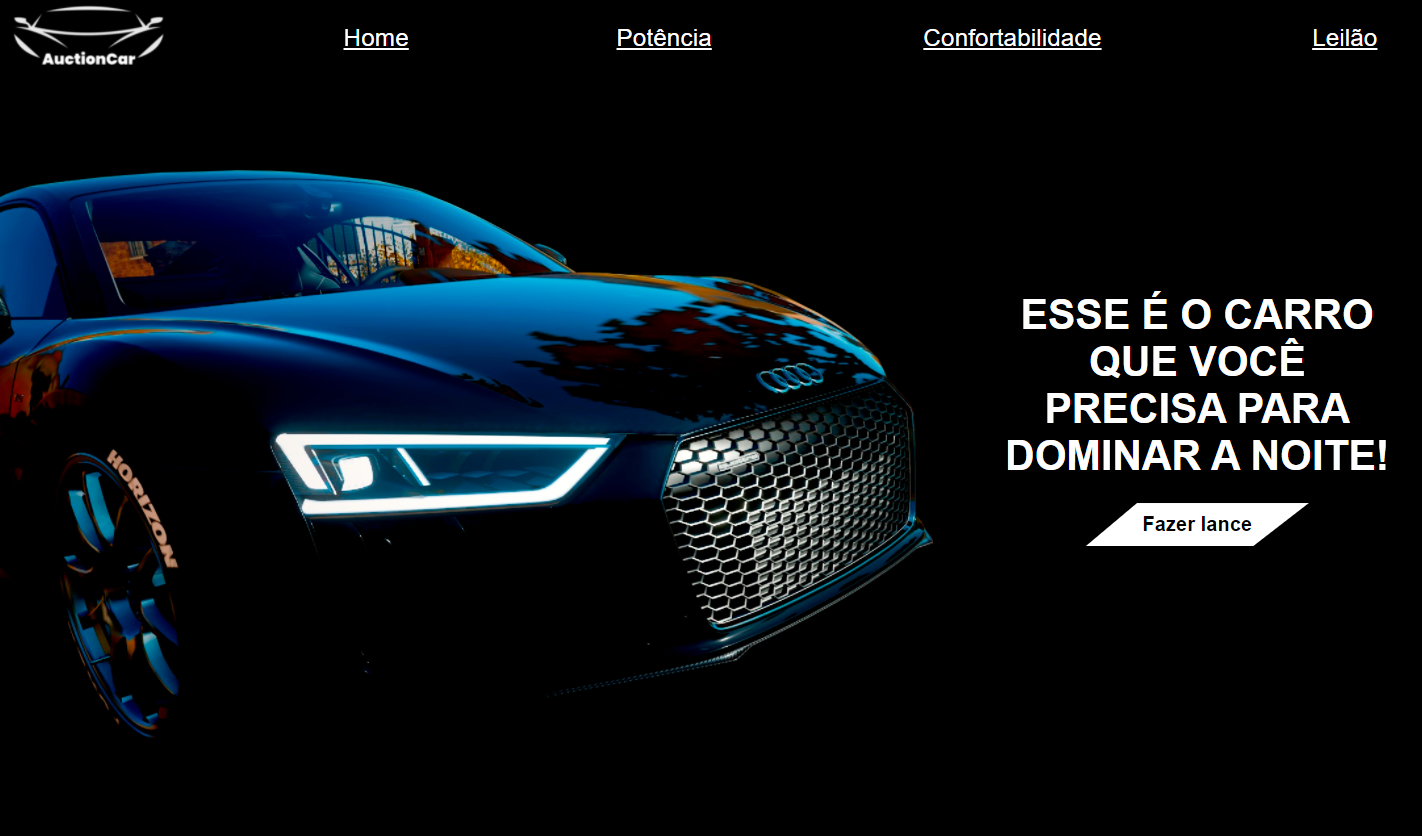 AuctionCar
Home
Potência
Confortabilidade
Leilão
ESSE É O CARRO
QUE VOCÊ
PRECISA PARA
DOMINAR A NOITE!
Fazer lance
HORIZON